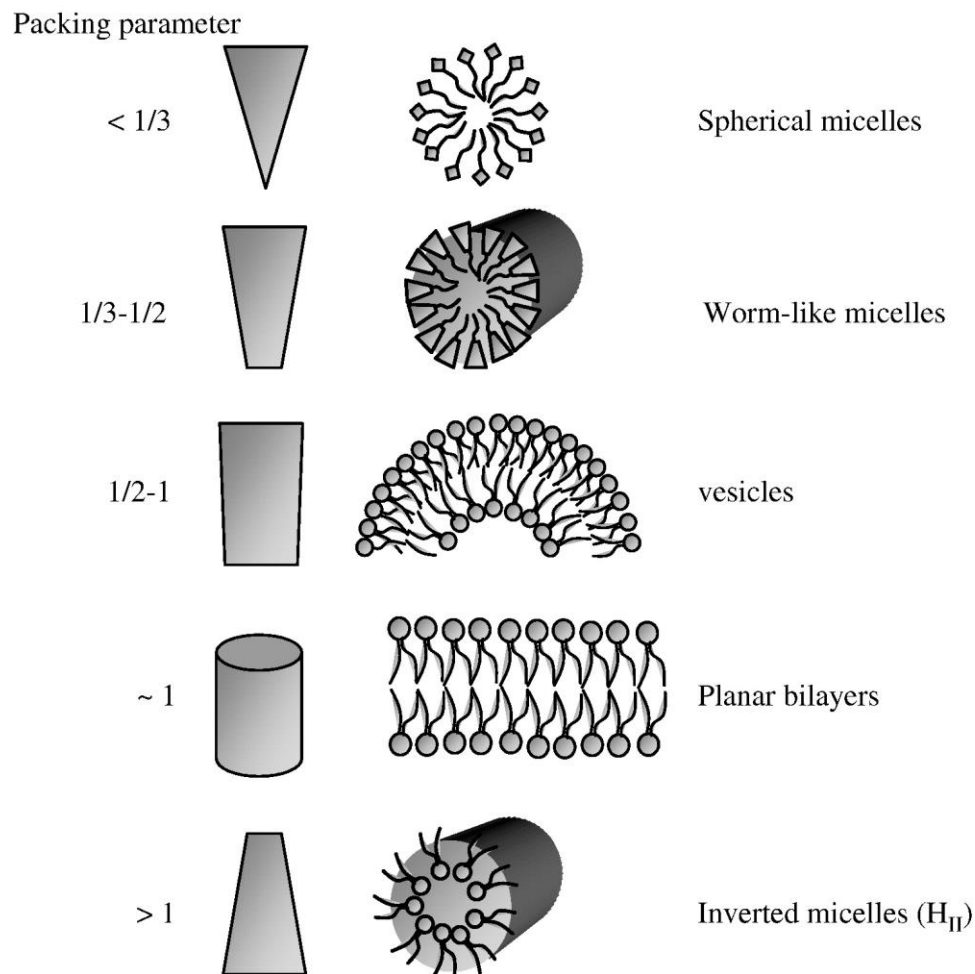 Packing parameter
< 1/3 Spherical micelles
1/3-1/2 Worm-like micelles
1/2-1 vesicles
~ 1 Planar bilayers
> 1 Inverted micelles (H_II)